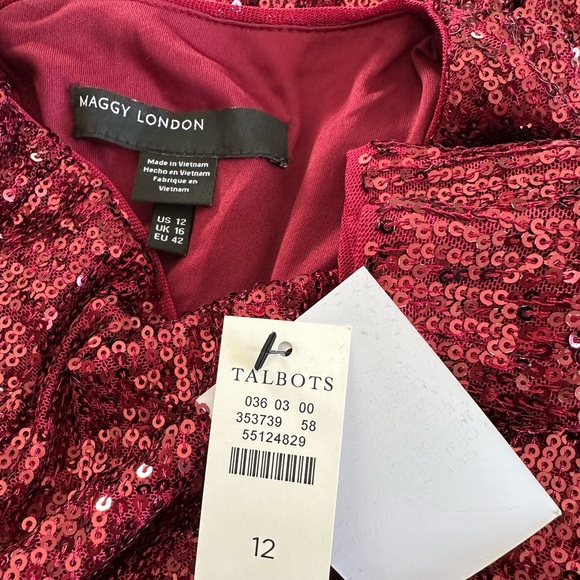 MAGGY LONDON
Made in Vietnam
Hecho en Vietnam
Fabrique en
Vietnam
US 12
UK 16
EU 42
TALBOTS
036 03 00
353739 58
55124829
12